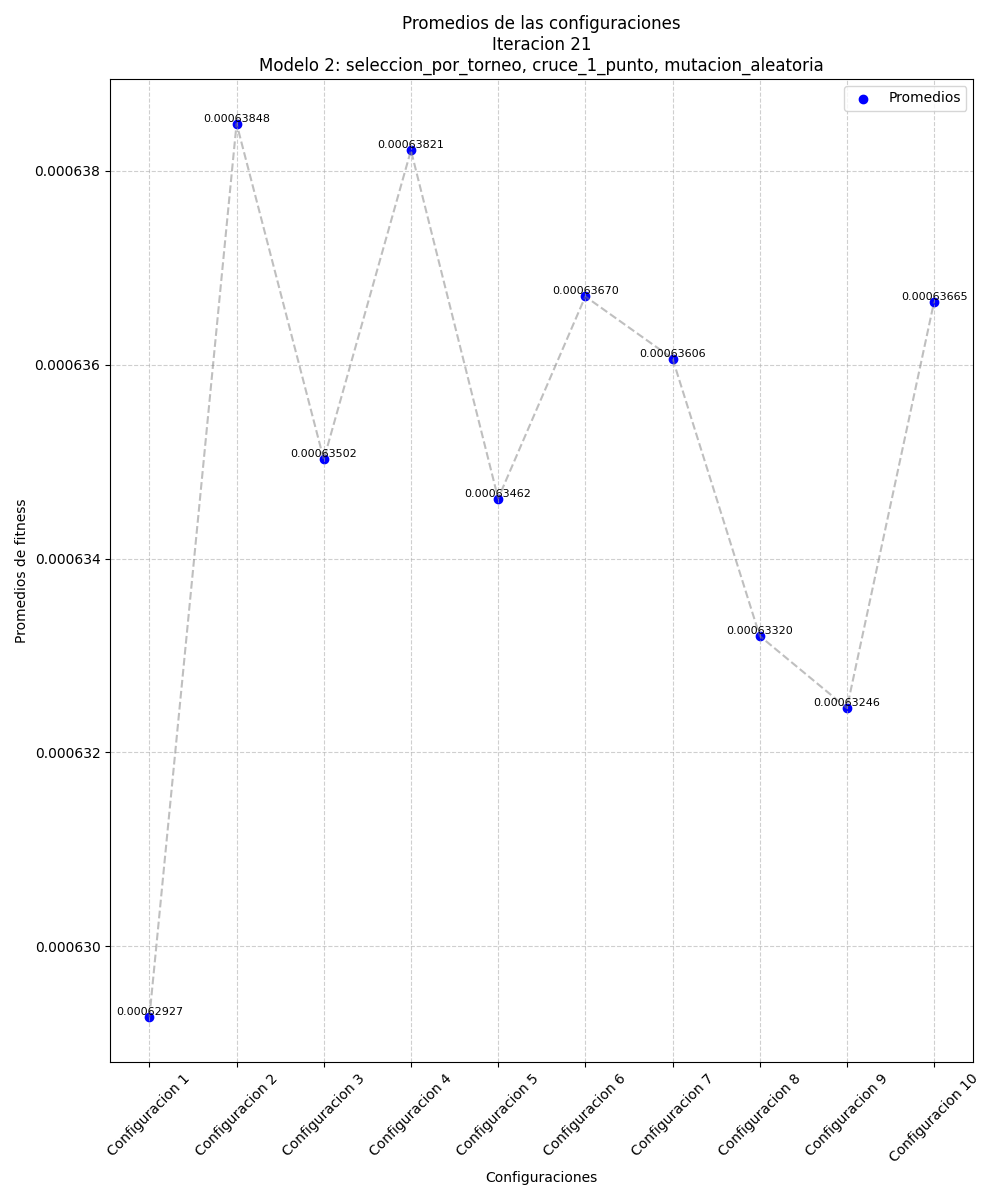 Promedios de las configuraciones
Iteracion 21
Modelo 2: seleccion_por_torneo, cruce_1_punto, mutacion_aleatoria
Promedios
0.00063848
0.00063821
0.00063670
0.00063665
0.00063606
0.00063502
0.00063462
0.00063320
0.00063246
0.00062927
Promedios de fitness
0.000638
0.000636
0.000634
0.000632
0.000630
Configuracion 1
Configuracion 2
Configuracion 3
Configuracion 4
Configuracion 5
Configuracion 6
Configuracion 7
Configuracion 8
Configuracion 9
Configuracion 10
Configuraciones